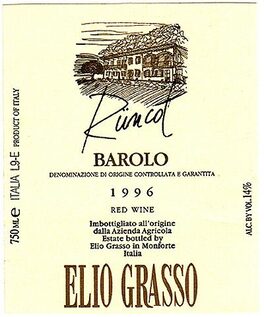 Rüncot
BAROLO
DENOMINAZIONE DI ORIGINE CONTROLLATA E GARANTITA
1996
RED WINE
Imbottigliato all'origine
dalla Azienda Agricola
Estate bottled by
Elio Grasso in Monforte
Italia
ELIO GRASSO
750 ml e ITALIA L9-E PRODUCT OF ITALY
ALC. BY VOL. 14%